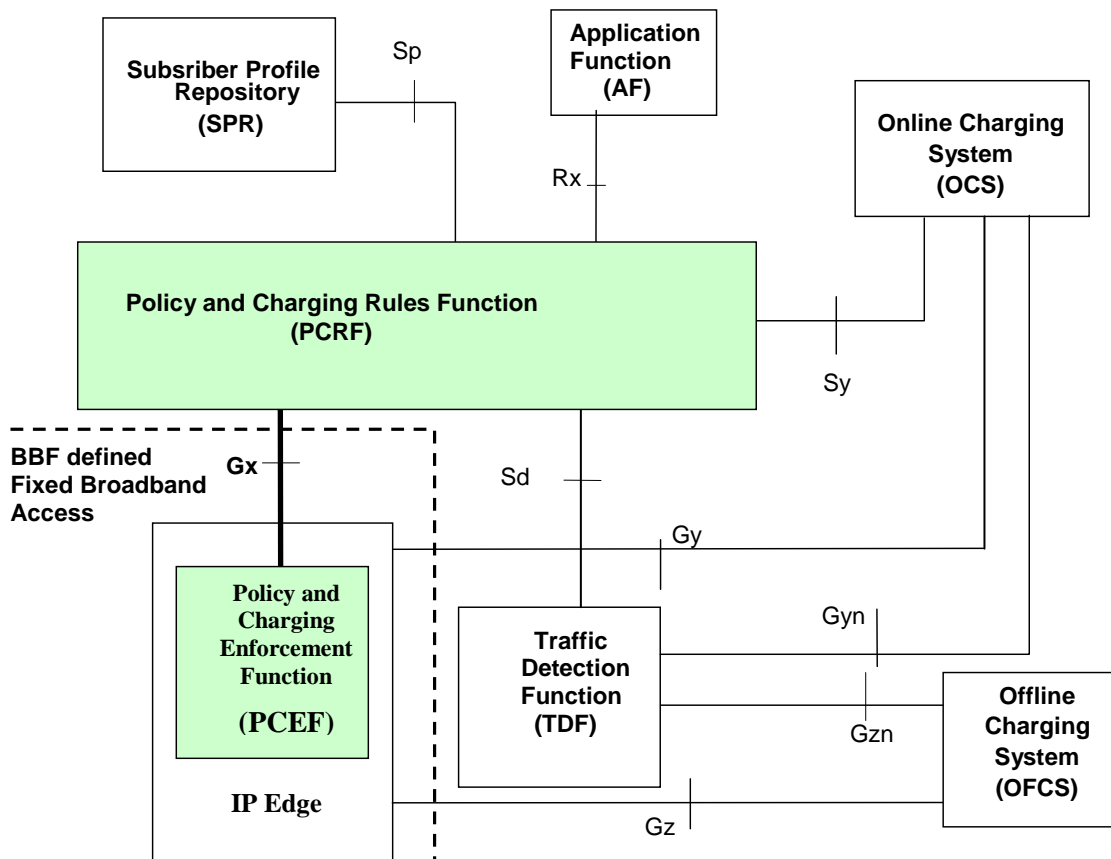 Subsriber Profile
Repository
(SPR)
Sp
Application
Function
(AF)
Rx
Online Charging
System
(OCS)
Policy and Charging Rules Function
(PCRF)
Sy
BBF defined
Fixed Broadband
Access
Gx
Sd
Gy
Policy and
Charging
Enforcement
Function
(PCEF)
IP Edge
Traffic
Detection
Function
(TDF)
Gyn
Gzn
Offline
Charging
System
(OFCS)
Gz